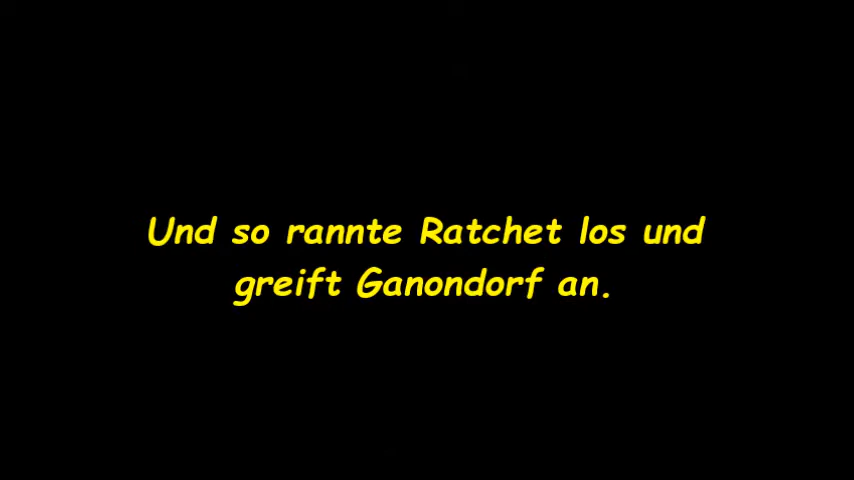 Und so rannte Ratchet los und
greift Ganondorf an.